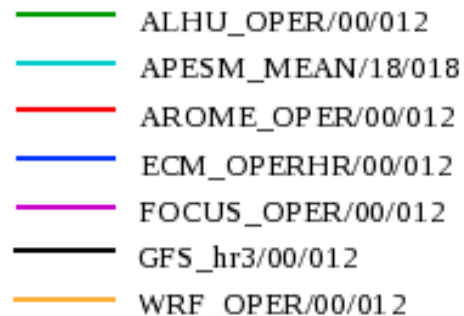 ALHU_OPER/00/012
APESM_MEAN/18/018
AROME_OPER/00/012
ECM_OPERHR/00/012
FOCUS_OPER/00/012
GFS_hr3/00/012
WRF_OPER/00/012